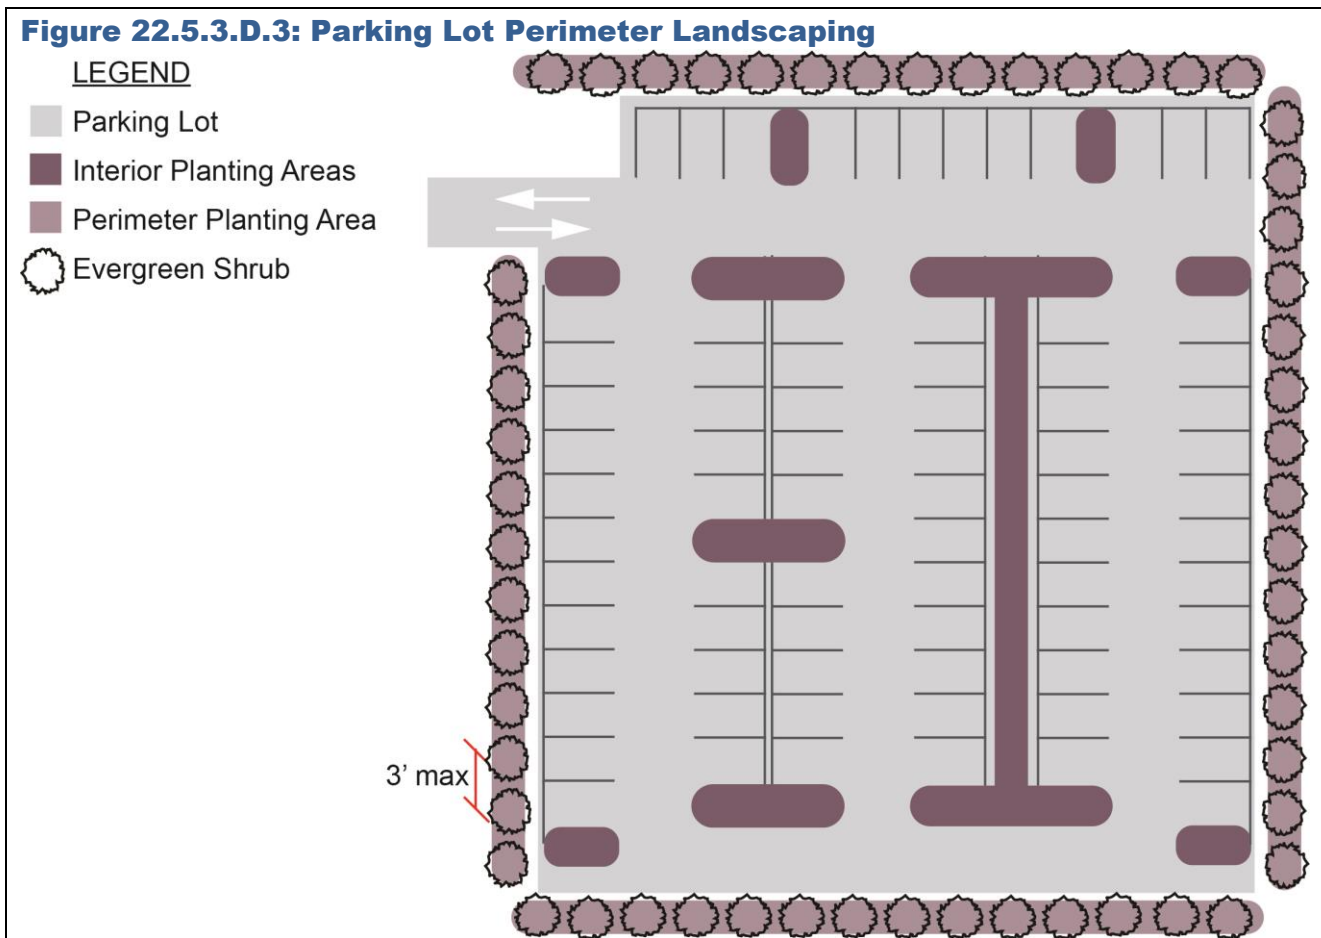 Figure 22.5.3.D.3: Parking Lot Perimeter Landscaping
LEGEND
Parking Lot
Interior Planting Areas
Perimeter Planting Area
Evergreen Shrub
3’ max